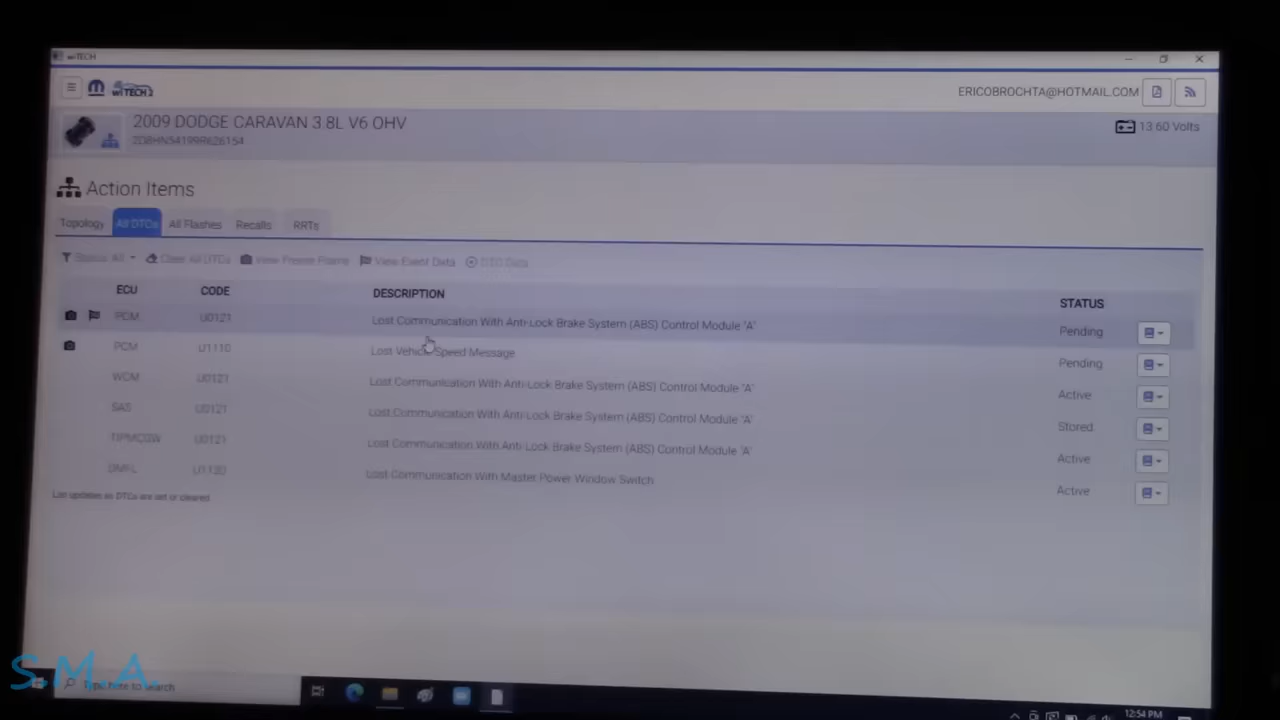 wiTECH
wiTECH 2
ERICOBROCHTA@HOTMAIL.COM
2009 DODGE CARAVAN 3.8L V6 OHV
2D8HN54199R626154
13.60 Volts
Action Items
Topology All DTCs All Flashes Recalls RRTs
Status: All Clear All DTCs View Freeze Frame View Event Data DTC Data
ECU CODE DESCRIPTION STATUS
PCM U0121 Lost Communication With Anti-Lock Brake System (ABS) Control Module 'A' Pending
PCM U1110 Lost Vehicle Speed Message Pending
WCM U0121 Lost Communication With Anti-Lock Brake System (ABS) Control Module 'A' Active
SAS U0121 Lost Communication With Anti-Lock Brake System (ABS) Control Module 'A' Stored
TIPMCGW U0121 Lost Communication With Anti-Lock Brake System (ABS) Control Module 'A' Active
DMFL U1120 Lost Communication With Master Power Window Switch Active
List updates as DTCs are set or cleared
S.M.A.
Type here to search
12:54 PM